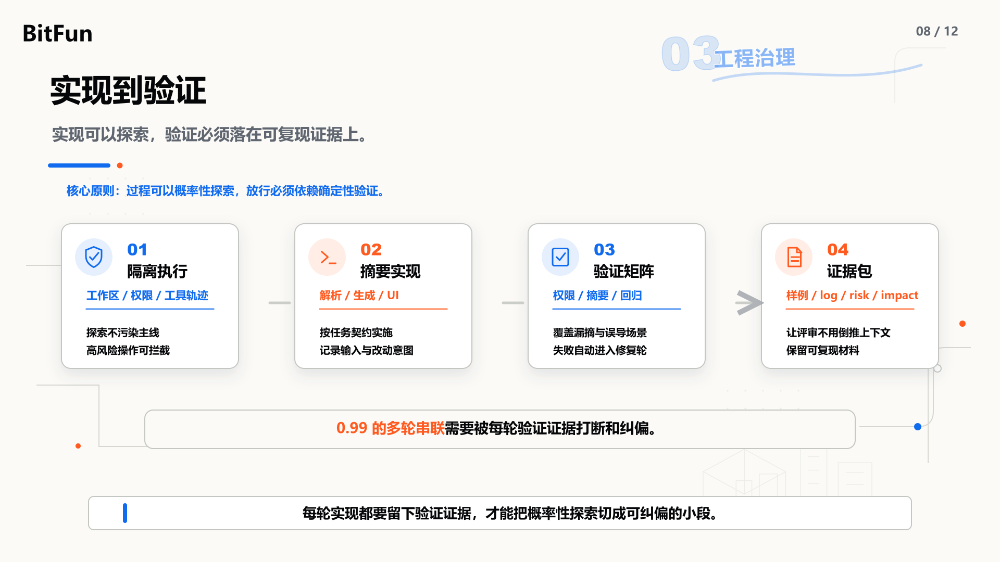 BitFun
08 / 12
03 工程治理
实现到验证
实现可以探索，验证必须落在可复现证据上。
核心原则：过程可以概率性探索，放行必须依赖确定性验证。
01
隔离执行
工作区 / 权限 / 工具轨迹
探索不污染主线
高风险操作可拦截
02
摘要实现
解析 / 生成 / UI
按任务契约实施
记录输入与改动意图
03
验证矩阵
权限 / 摘要 / 回归
覆盖漏摘与误导场景
失败自动进入修复轮
04
证据包
样例 / log / risk / impact
让评审不用倒推上下文
保留可复现材料
0.99 的多轮串联需要被每轮验证证据打断和纠偏。
每轮实现都要留下验证证据，才能把概率性探索切成可纠偏的小段。